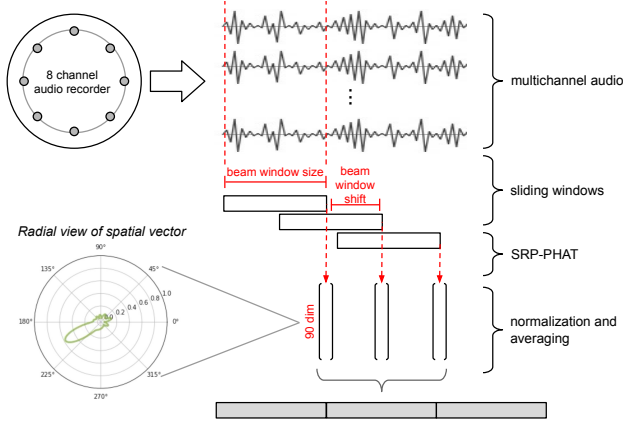 8 channel
audio recorder
multichannel audio
beam window size
beam
window
shift
sliding windows
SRP-PHAT
Radial view of spatial vector
90°
135°
45°
1.0
0.8
0.6
0.4
0.2
0.0
180°
0°
225°
315°
270°
90 dim
normalization and
averaging